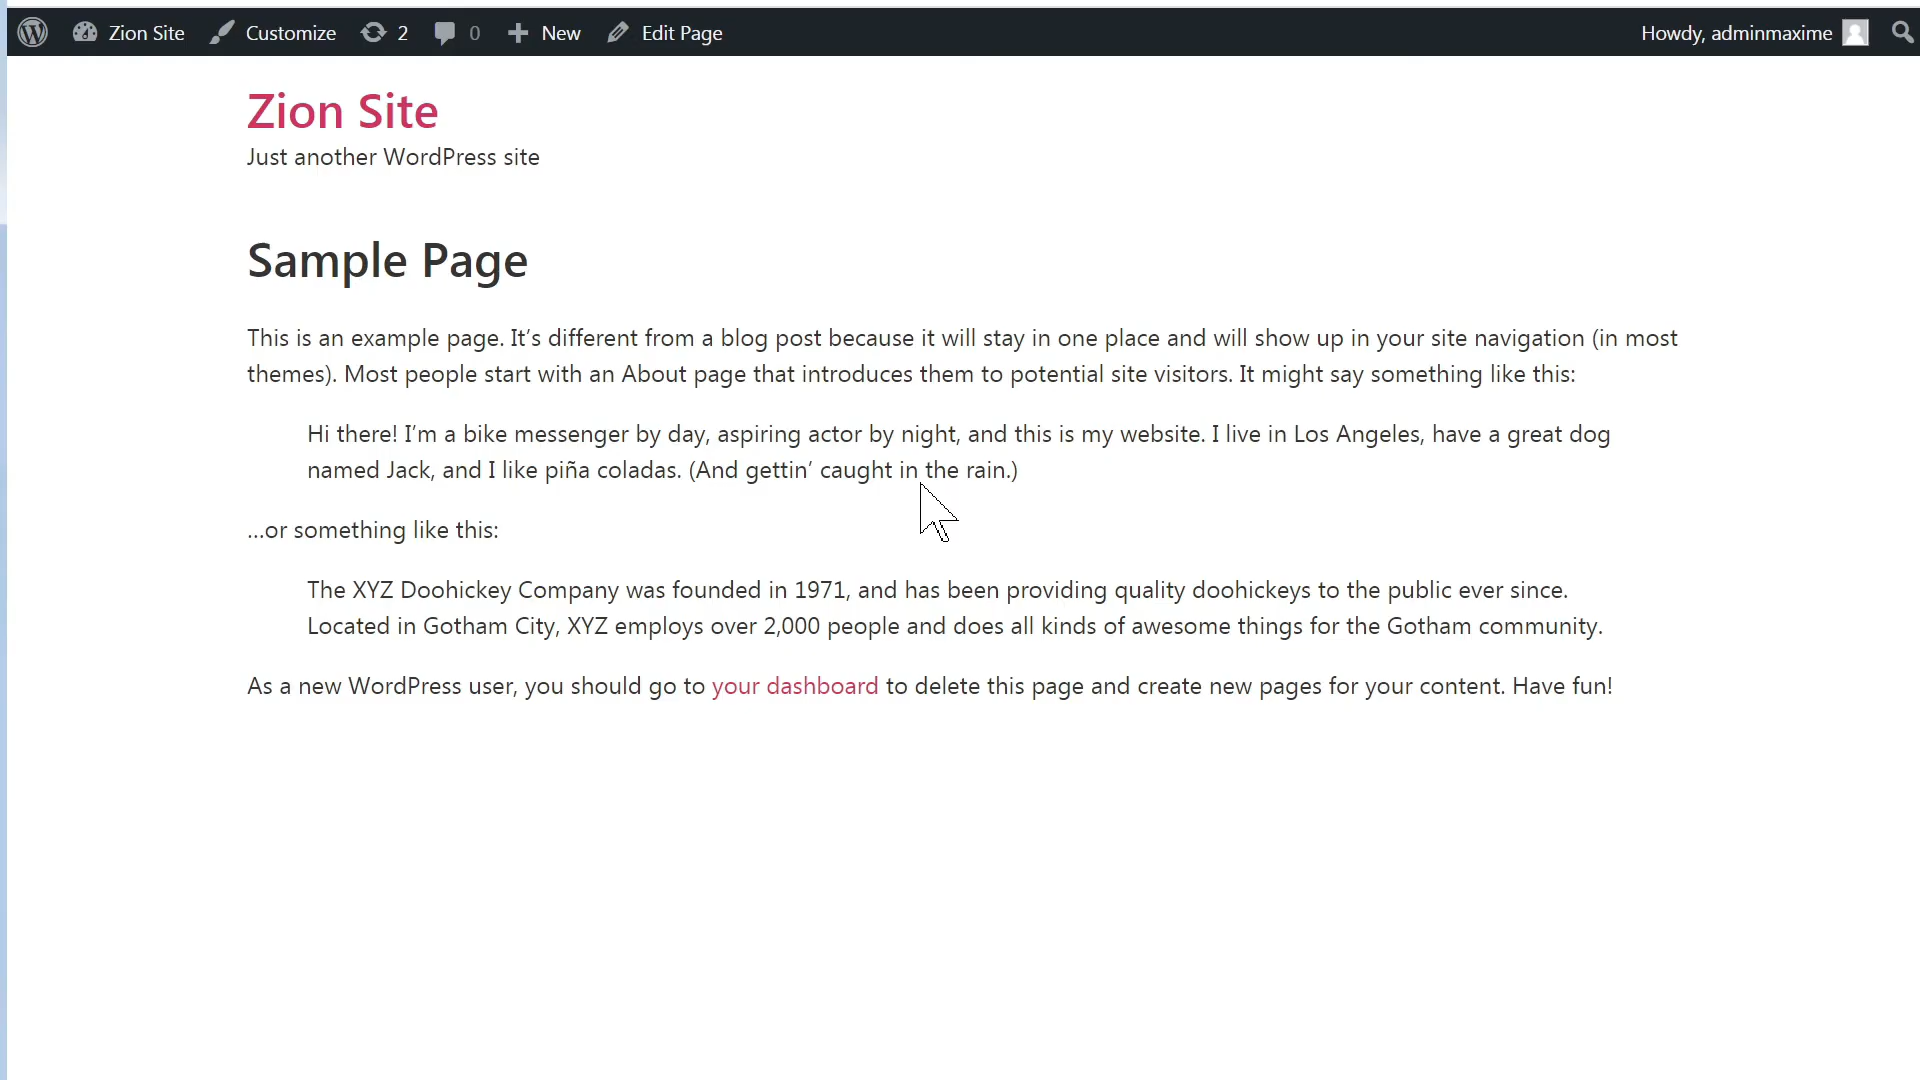 Zion Site Customize 2 0 New Edit Page Howdy, adminmaxime
Zion Site
Just another WordPress site
Sample Page
This is an example page. It’s different from a blog post because it will stay in one place and will show up in your site navigation (in most
themes). Most people start with an About page that introduces them to potential site visitors. It might say something like this:
Hi there! I’m a bike messenger by day, aspiring actor by night, and this is my website. I live in Los Angeles, have a great dog
named Jack, and I like piña coladas. (And gettin’ caught in the rain.)
…or something like this:
The XYZ Doohickey Company was founded in 1971, and has been providing quality doohickeys to the public ever since.
Located in Gotham City, XYZ employs over 2,000 people and does all kinds of awesome things for the Gotham community.
As a new WordPress user, you should go to your dashboard to delete this page and create new pages for your content. Have fun!